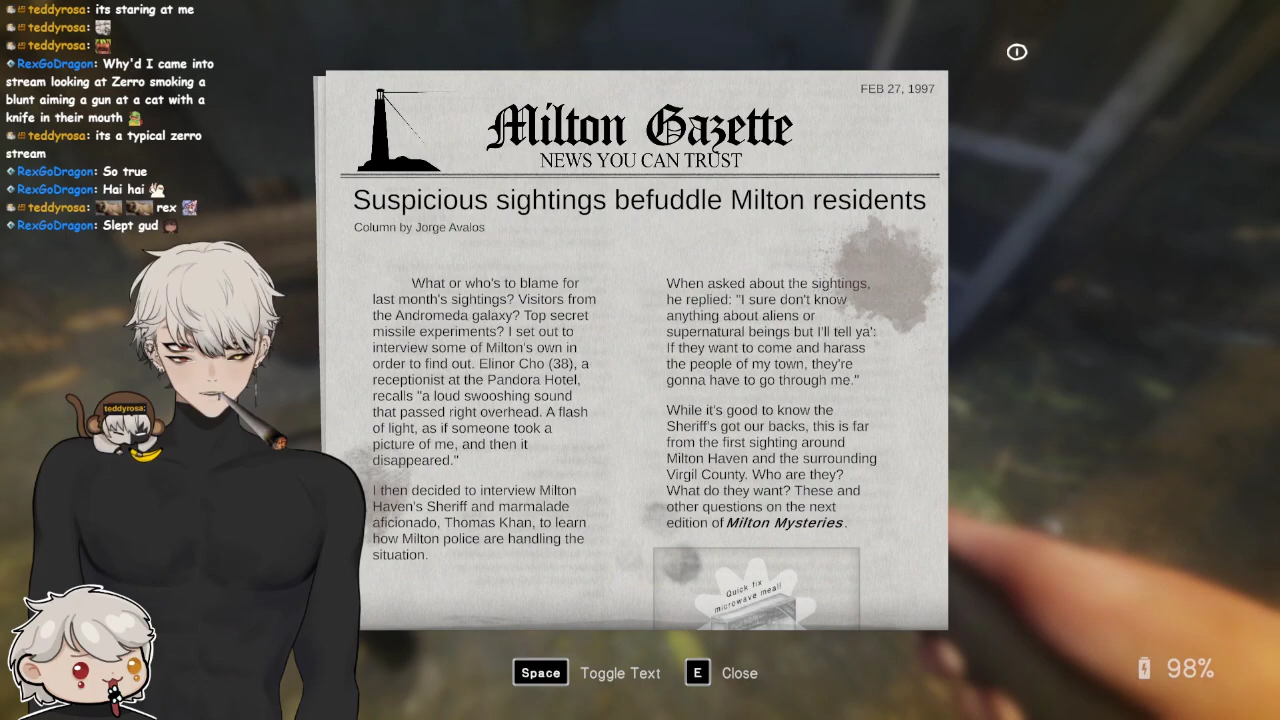 teddyrosa: its staring at me
teddyrosa:
teddyrosa:
RexGoDragon: Why'd I came into
stream looking at Zerro smoking a
blunt aiming a gun at a cat with a
knife in their mouth
teddyrosa: its a typical zerro
stream
RexGoDragon: So true
RexGoDragon: Hai hai
teddyrosa: rex
RexGoDragon: Slept gud
teddyrosa:
FEB 27, 1997
Milton Gazette
NEWS YOU CAN TRUST
Suspicious sightings befuddle Milton residents
Column by Jorge Avalos
What or who's to blame for
last month's sightings? Visitors from
the Andromeda galaxy? Top secret
missile experiments? I set out to
interview some of Milton's own in
order to find out. Elinor Cho (38), a
receptionist at the Pandora Hotel,
recalls "a loud swooshing sound
that passed right overhead. A flash
of light, as if someone took a
picture of me, and then it
disappeared."
I then decided to interview Milton
Haven's Sheriff and marmalade
aficionado, Thomas Khan, to learn
how Milton police are handling the
situation.
When asked about the sightings,
he replied: "I sure don't know
anything about aliens or
supernatural beings but I'll tell ya':
If they want to come and harass
the people of my town, they're
gonna have to go through me."
While it's good to know the
Sheriff's got our backs, this is far
from the first sighting around
Milton Haven and the surrounding
Virgil County. Who are they?
What do they want? These and
other questions on the next
edition of Milton Mysteries.
Quick fix
microwave meal!
Space Toggle Text E Close
98%